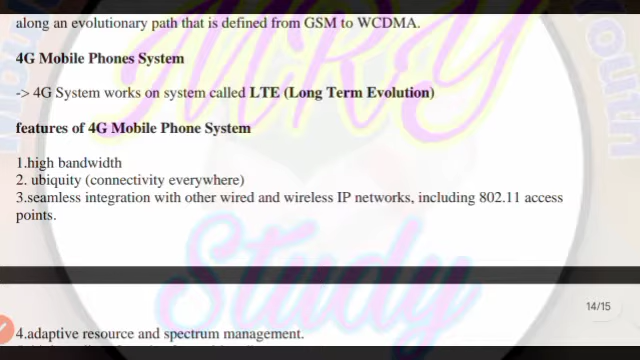 along an evolutionary path that is defined from GSM to WCDMA.
4G Mobile Phones System
-> 4G System works on system called LTE (Long Term Evolution)
features of 4G Mobile Phone System
1.high bandwidth
2. ubiquity (connectivity everywhere)
3.seamless integration with other wired and wireless IP networks, including 802.11 access
points.
MRY
Study
14/15
4.adaptive resource and spectrum management.